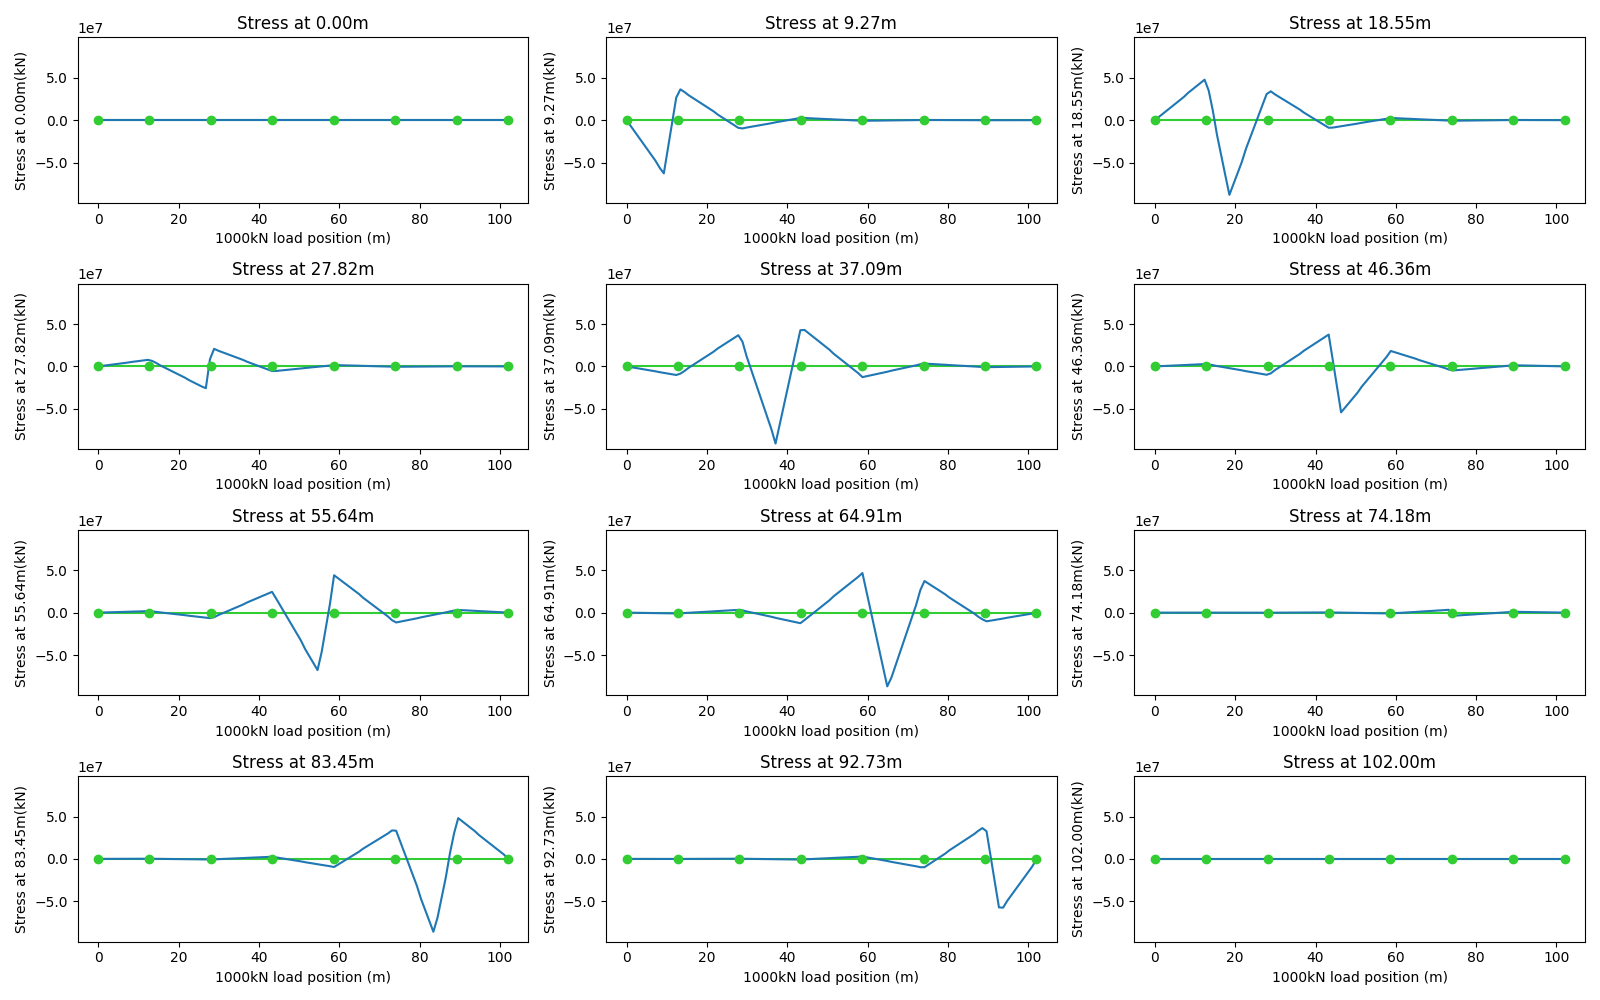 Stress at 0.00m
1e7
Stress at 0.00m(kN)
5.0
0.0
−5.0
0 20 40 60 80 100
1000kN load position (m)
Stress at 9.27m
1e7
Stress at 9.27m(kN)
5.0
0.0
−5.0
0 20 40 60 80 100
1000kN load position (m)
Stress at 18.55m
1e7
Stress at 18.55m(kN)
5.0
0.0
−5.0
0 20 40 60 80 100
1000kN load position (m)
Stress at 27.82m
1e7
Stress at 27.82m(kN)
5.0
0.0
−5.0
0 20 40 60 80 100
1000kN load position (m)
Stress at 37.09m
1e7
Stress at 37.09m(kN)
5.0
0.0
−5.0
0 20 40 60 80 100
1000kN load position (m)
Stress at 46.36m
1e7
Stress at 46.36m(kN)
5.0
0.0
−5.0
0 20 40 60 80 100
1000kN load position (m)
Stress at 55.64m
1e7
Stress at 55.64m(kN)
5.0
0.0
−5.0
0 20 40 60 80 100
1000kN load position (m)
Stress at 64.91m
1e7
Stress at 64.91m(kN)
5.0
0.0
−5.0
0 20 40 60 80 100
1000kN load position (m)
Stress at 74.18m
1e7
Stress at 74.18m(kN)
5.0
0.0
−5.0
0 20 40 60 80 100
1000kN load position (m)
Stress at 83.45m
1e7
Stress at 83.45m(kN)
5.0
0.0
−5.0
0 20 40 60 80 100
1000kN load position (m)
Stress at 92.73m
1e7
Stress at 92.73m(kN)
5.0
0.0
−5.0
0 20 40 60 80 100
1000kN load position (m)
Stress at 102.00m
1e7
Stress at 102.00m(kN)
5.0
0.0
−5.0
0 20 40 60 80 100
1000kN load position (m)